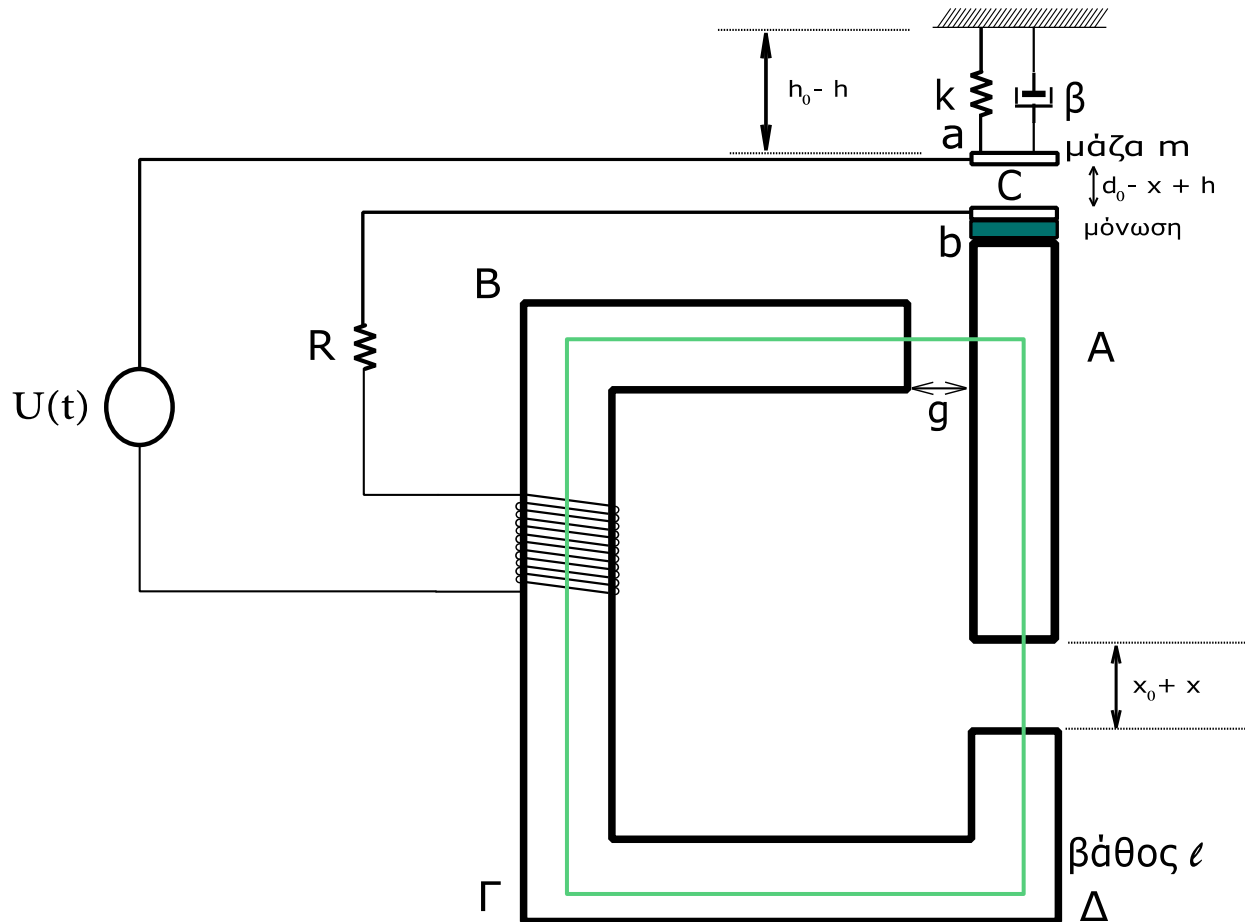 h₀- h
k
β
a
μάζα m
C
d₀- x + h
b
μόνωση
B
R
A
U(t)
g
x₀+ x
βάθος ℓ
Γ
Δ